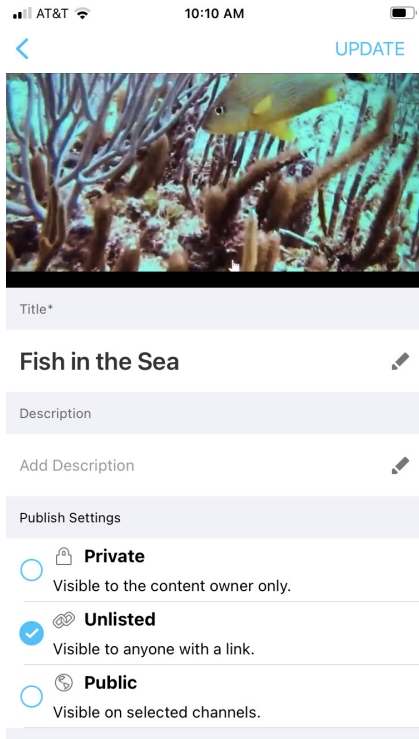 AT&T 10:10 AM
UPDATE
Title*
Fish in the Sea
Description
Add Description
Publish Settings
Private
Visible to the content owner only.
Unlisted
Visible to anyone with a link.
Public
Visible on selected channels.